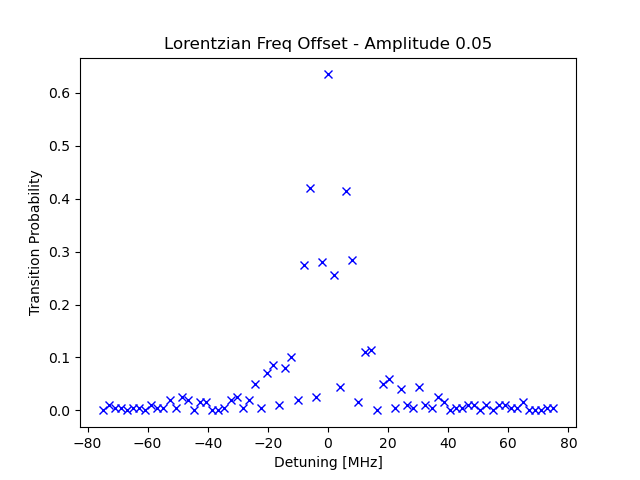 Lorentzian Freq Offset - Amplitude 0.05
Transition Probability
0.6
0.5
0.4
0.3
0.2
0.1
0.0
−80 −60 −40 −20 0 20 40 60 80
Detuning [MHz]